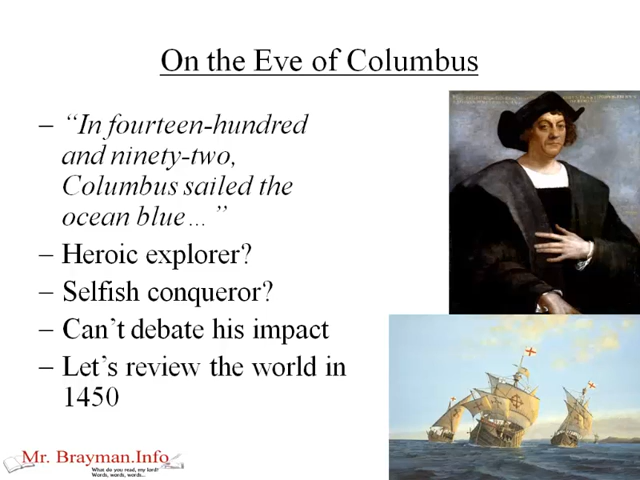 On the Eve of Columbus
– “In fourteen-hundred
and ninety-two,
Columbus sailed the
ocean blue…”
– Heroic explorer?
– Selfish conqueror?
– Can’t debate his impact
– Let’s review the world in
1450
Mr. Brayman.Info
What do you read, my lord?
Words, words, words...